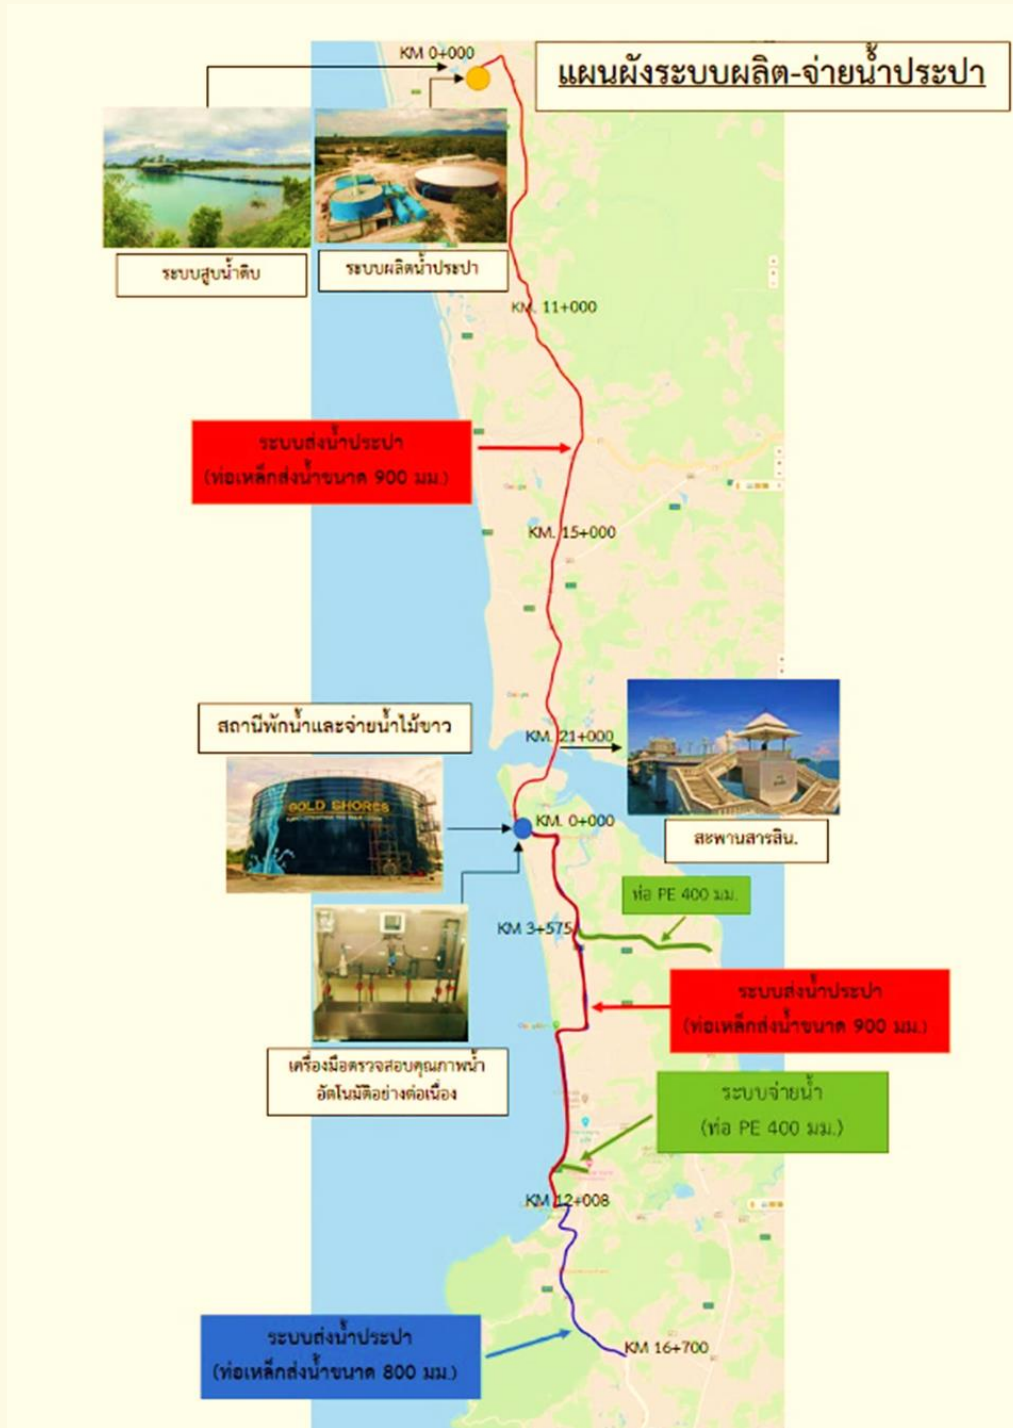 KM 0+000
แผนผังระบบผลิต-จ่ายน้ำประปา
ระบบสูบน้ำดิบ
ระบบผลิตน้ำประปา
KM. 11+000
ระบบส่งน้ำประปา
(ท่อเหล็กส่งน้ำขนาด 900 มม.)
KM. 15+000
สถานีพักน้ำและจ่ายน้ำไม้ขาว
KM. 21+000
GOLD SHORES
KM. 0+000
สะพานสารสิน.
ท่อ PE 400 มม.
KM 3+575
ระบบส่งน้ำประปา
(ท่อเหล็กส่งน้ำขนาด 900 มม.)
เครื่องมือตรวจสอบคุณภาพน้ำ
อัตโนมัติอย่างต่อเนื่อง
ระบบจ่ายน้ำ
(ท่อ PE 400 มม.)
KM 12+008
ระบบส่งน้ำประปา
(ท่อเหล็กส่งน้ำขนาด 800 มม.)
KM 16+700